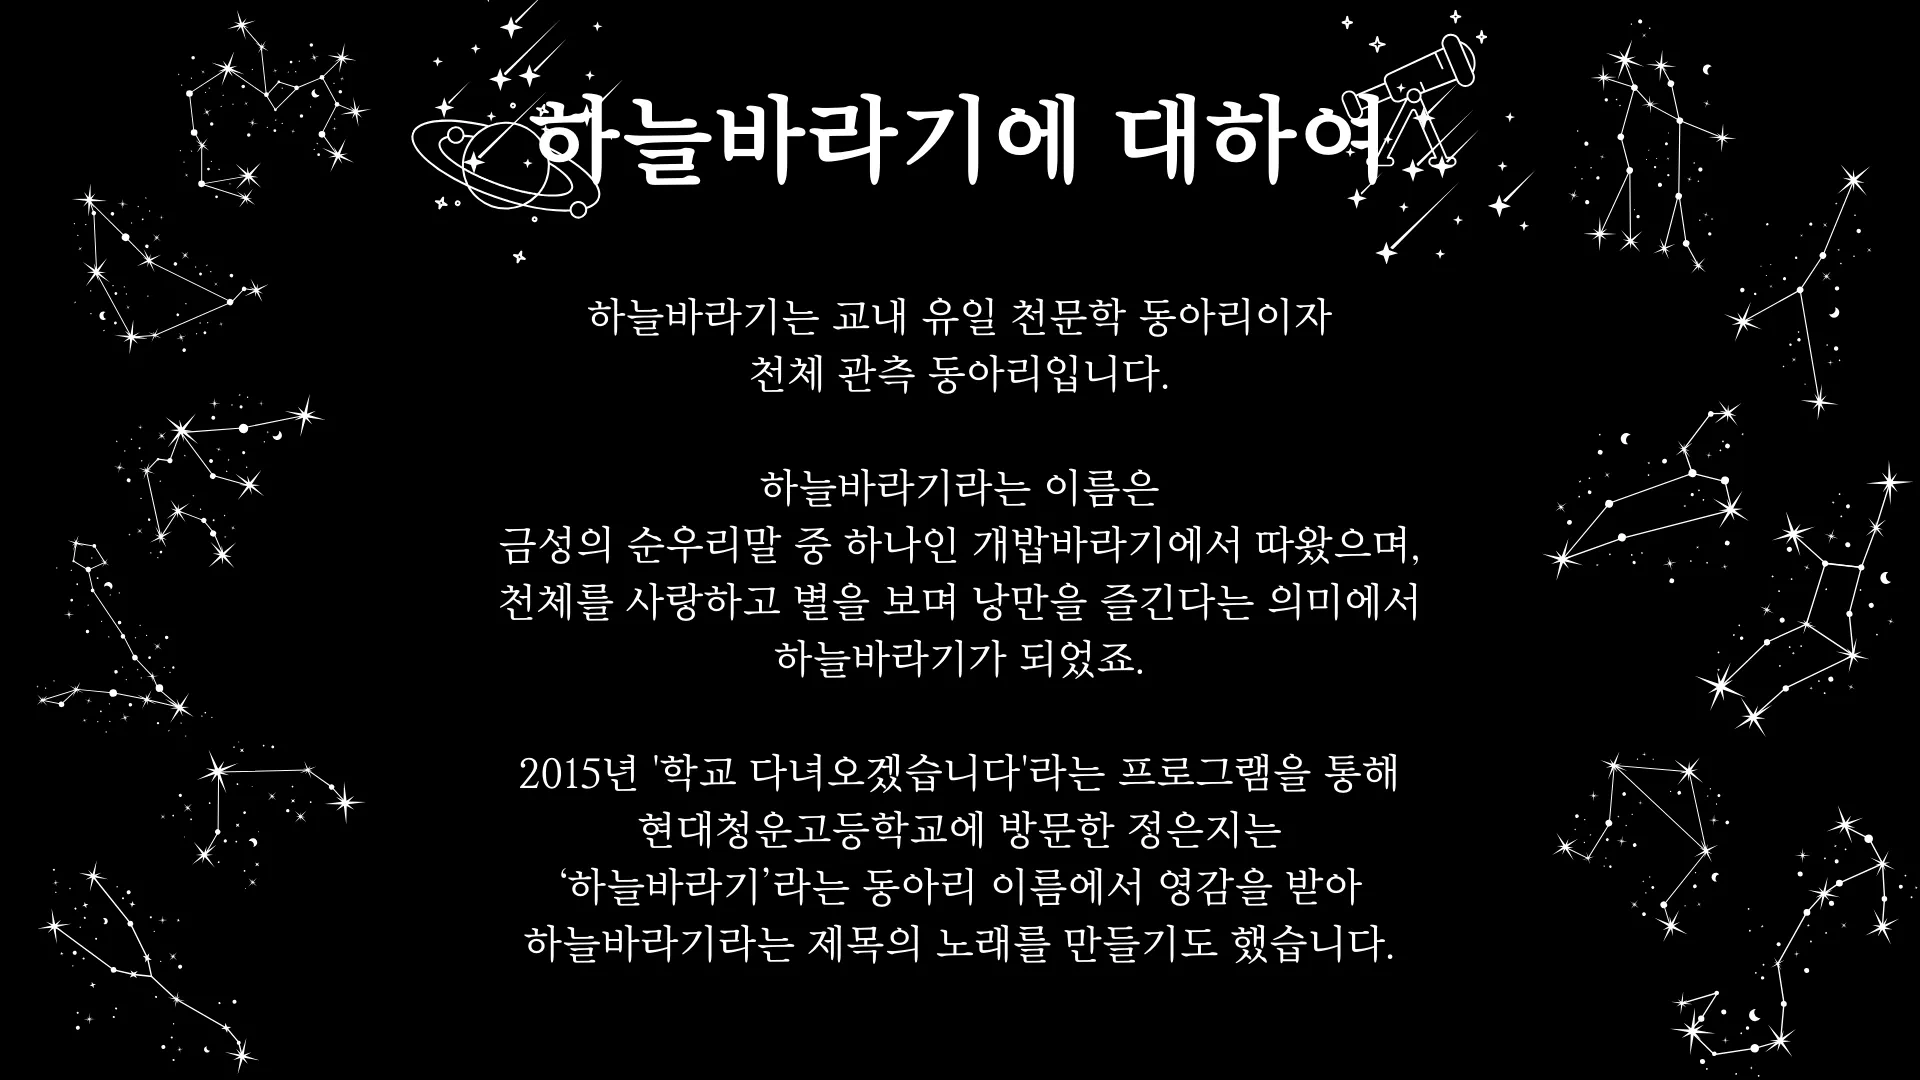 하늘바라기에 대하여
하늘바라기는 교내 유일 천문학 동아리이자
천체 관측 동아리입니다.
하늘바라기라는 이름은
금성의 순우리말 중 하나인 개밥바라기에서 따왔으며,
천체를 사랑하고 별을 보며 낭만을 즐긴다는 의미에서
하늘바라기가 되었죠.
2015년 '학교 다녀오겠습니다'라는 프로그램을 통해
현대청운고등학교에 방문한 정은지는
‘하늘바라기’라는 동아리 이름에서 영감을 받아
하늘바라기라는 제목의 노래를 만들기도 했습니다.